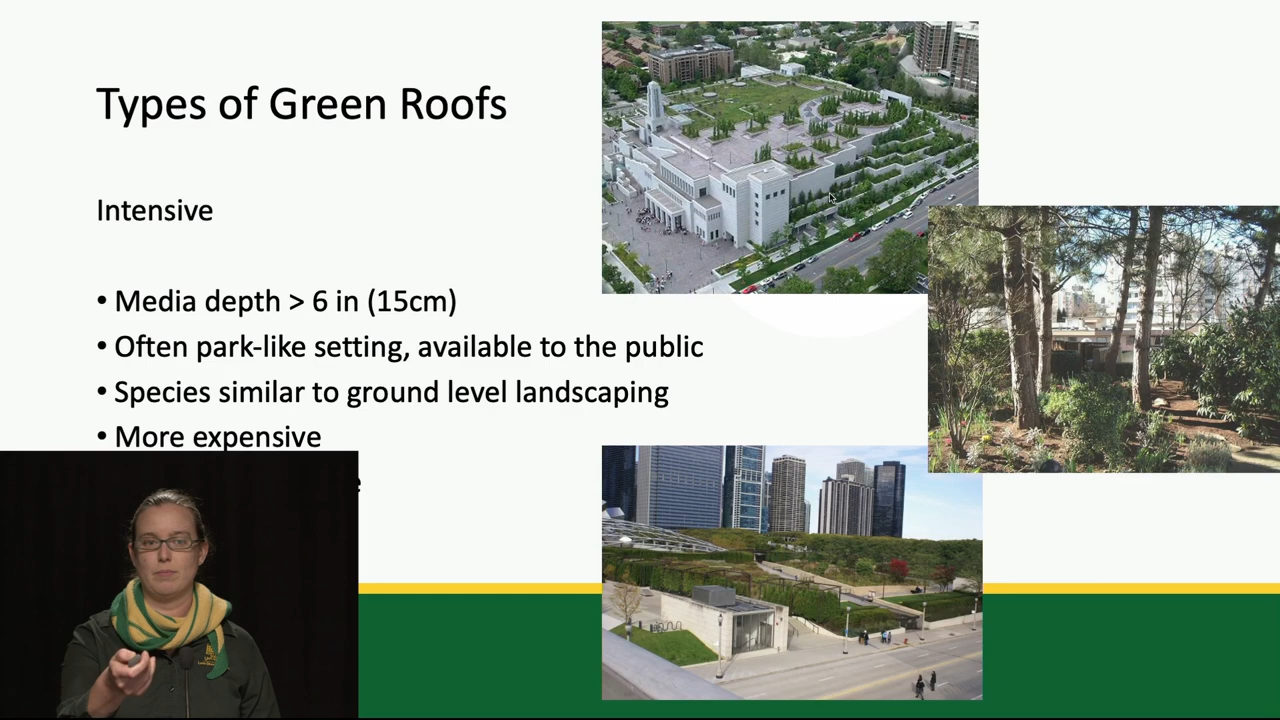 Types of Green Roofs
Intensive
• Media depth > 6 in (15cm)
• Often park-like setting, available to the public
• Species similar to ground level landscaping
• More expensive